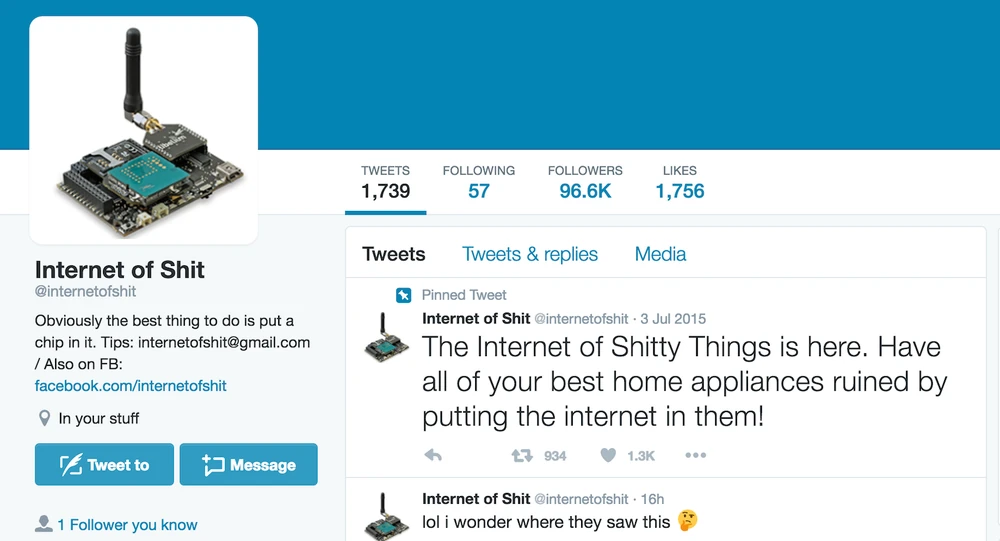 TWEETS
1,739
FOLLOWING
57
FOLLOWERS
96.6K
LIKES
1,756
Internet of Shit
@internetofshit
Obviously the best thing to do is put a
chip in it. Tips: internetofshit@gmail.com
/ Also on FB:
facebook.com/internetofshit
In your stuff
Tweet to
Message
1 Follower you know
Tweets
Tweets & replies
Media
Pinned Tweet
Internet of Shit @internetofshit · 3 Jul 2015
The Internet of Shitty Things is here. Have
all of your best home appliances ruined by
putting the internet in them!
934
1.3K
Internet of Shit @internetofshit · 16h
lol i wonder where they saw this 🤔